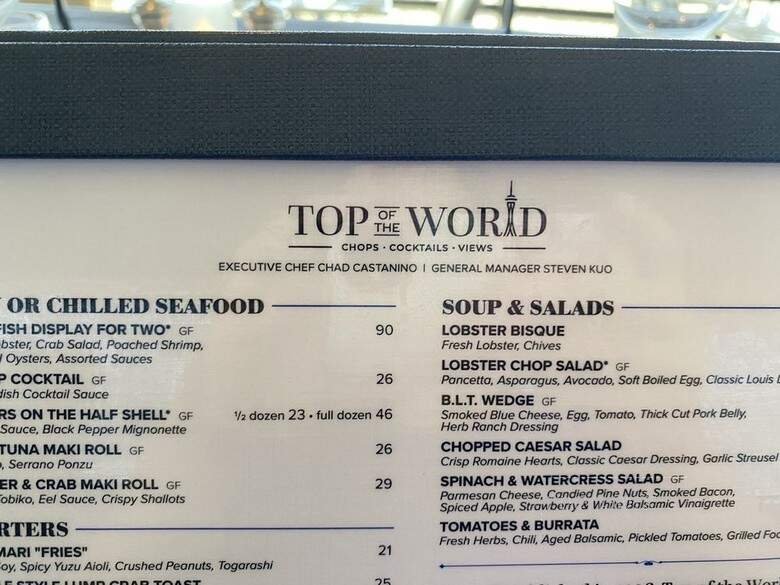 TOP OF THE WORLD
CHOPS · COCKTAILS · VIEWS
EXECUTIVE CHEF CHAD CASTANINO | GENERAL MANAGER STEVEN KUO
OR CHILLED SEAFOOD
FISH DISPLAY FOR TWO* GF 90
bster, Crab Salad, Poached Shrimp,
Oysters, Assorted Sauces
P COCKTAIL GF 26
dish Cocktail Sauce
RS ON THE HALF SHELL* GF ½ dozen 23 • full dozen 46
Sauce, Black Pepper Mignonette
TUNA MAKI ROLL GF 26
, Serrano Ponzu
ER & CRAB MAKI ROLL GF 29
Tobiko, Eel Sauce, Crispy Shallots
RTERS
MARI "FRIES" 21
oy, Spicy Yuzu Aioli, Crushed Peanuts, Togarashi
STYLE LUMP CRAB TOAST 25
SOUP & SALADS
LOBSTER BISQUE
Fresh Lobster, Chives
LOBSTER CHOP SALAD* GF
Pancetta, Asparagus, Avocado, Soft Boiled Egg, Classic Louis
B.L.T. WEDGE GF
Smoked Blue Cheese, Egg, Tomato, Thick Cut Pork Belly,
Herb Ranch Dressing
CHOPPED CAESAR SALAD
Crisp Romaine Hearts, Classic Caesar Dressing, Garlic Streusel
SPINACH & WATERCRESS SALAD GF
Parmesan Cheese, Candied Pine Nuts, Smoked Bacon,
Spiced Apple, Strawberry & White Balsamic Vinaigrette
TOMATOES & BURRATA
Fresh Herbs, Chili, Aged Balsamic, Pickled Tomatoes, Grilled Foc